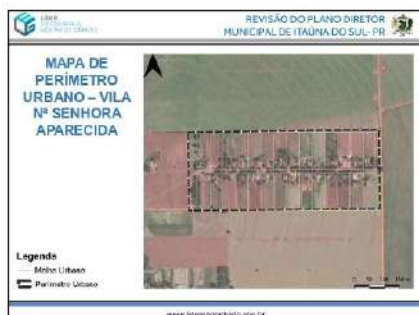 LÍDER
REVISÃO DO PLANO DIRETOR
MUNICIPAL DE ITAÚNA DO SUL- PR
MAPA DE
PERÍMETRO
URBANO – VILA
Nª SENHORA
APARECIDA
Legenda
Malha Urbana
Perímetro Urbano